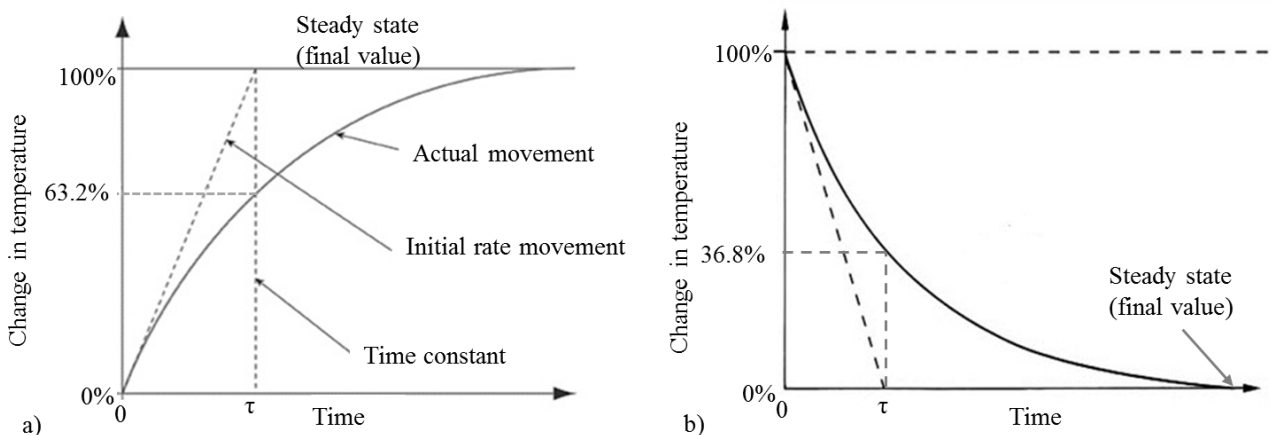 Steady state
(final value)
100%
Actual movement
63.2%
Initial rate movement
Change in temperature
Time constant
0%
0
τ
Time
a)
100%
36.8%
Change in temperature
Steady state
(final value)
0%
0
τ
Time
b)